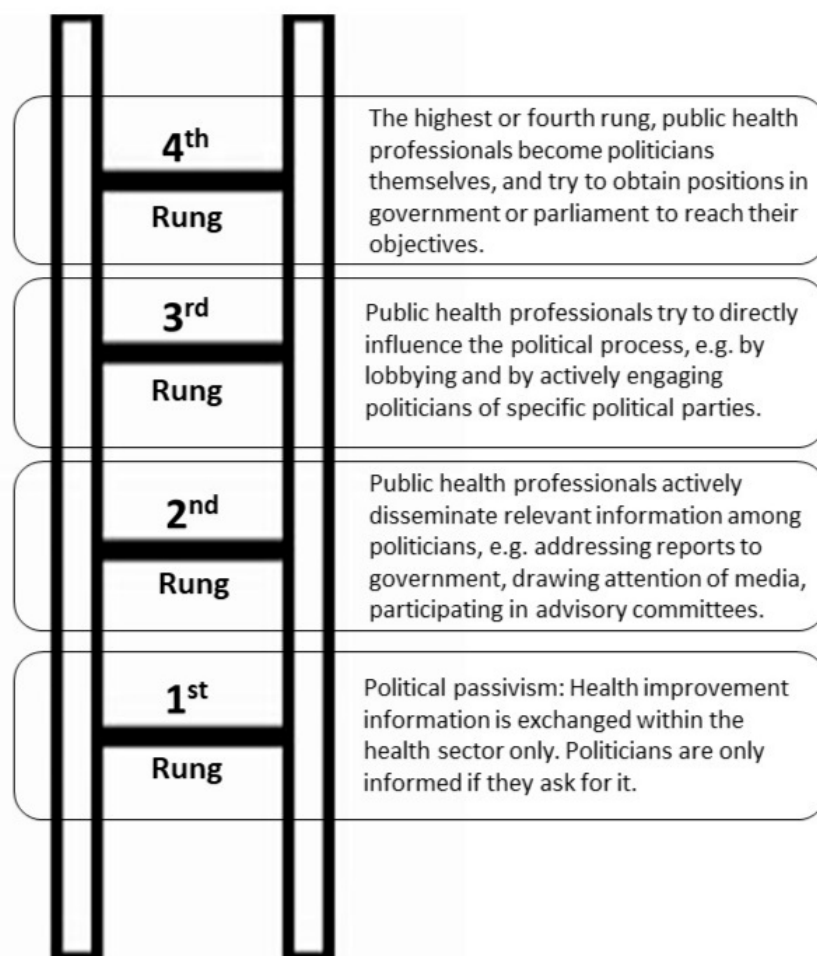 4th
Rung
The highest or fourth rung, public health
professionals become politicians
themselves, and try to obtain positions in
government or parliament to reach their
objectives.
3rd
Rung
Public health professionals try to directly
influence the political process, e.g. by
lobbying and by actively engaging
politicians of specific political parties.
2nd
Rung
Public health professionals actively
disseminate relevant information among
politicians, e.g. addressing reports to
government, drawing attention of media,
participating in advisory committees.
1st
Rung
Political passivism: Health improvement
information is exchanged within the
health sector only. Politicians are only
informed if they ask for it.